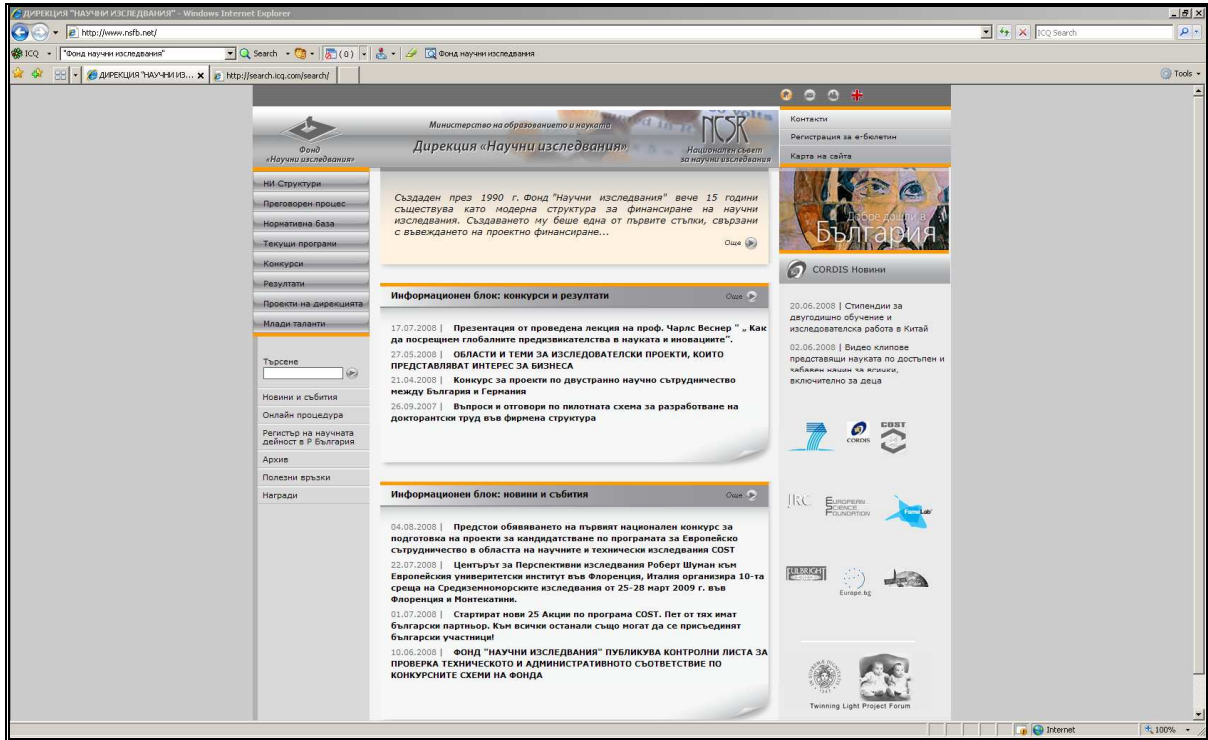 ДИРЕКЦИЯ "НАУЧНИ ИЗСЛЕДВАНИЯ" - Windows Internet Explorer
http://www.nsfb.net/
ICQ Search
ICQ
"Фонд научни изследвания"
Search
(0)
Фонд научни изследвания
ДИРЕКЦИЯ "НАУЧНИ ИЗ...
http://search.icq.com/search/
Tools
Фонд
«Научни изследвания»
Министерство на образованието и науката
Дирекция «Научни изследвания»
NCSR
Национален съвет
за научни изследвания
Контакти
Регистрация за е-бюлетин
Карта на сайта
НИ Структури
Преговорен процес
Нормативна база
Текущи програми
Конкурси
Резултати
Проекти на дирекцията
Млади таланти
Търсене
Новини и събития
Онлайн процедура
Регистър на научната
дейност в Р България
Архив
Полезни връзки
Награди
Създаден през 1990 г. Фонд "Научни изследвания" вече 15 години
съществува като модерна структура за финансиране на научни
изследвания. Създаването му беше една от първите стъпки, свързани
с въвеждането на проектно финансиране...
Още
Информационен блок: конкурси и резултати
Още
17.07.2008 | Презентация от проведена лекция на проф. Чарлс Веснер " „ Как
да посрещнем глобалните предизвикателства в науката и иновациите".
27.05.2008 | ОБЛАСТИ И ТЕМИ ЗА ИЗСЛЕДОВАТЕЛСКИ ПРОЕКТИ, КОИТО
ПРЕДСТАВЛЯВАТ ИНТЕРЕС ЗА БИЗНЕСА
21.04.2008 | Конкурс за проекти по двустранно научно сътрудничество
между България и Германия
26.09.2007 | Въпроси и отговори по пилотната схема за разработване на
докторантски труд във фирмена структура
Информационен блок: новини и събития
Още
04.08.2008 | Предстои обявяването на първият национален конкурс за
подготовка на проекти за кандидатстване по програмата за Европейско
сътрудничество в областта на научните и технически изследвания COST
22.07.2008 | Центърът за Перспективни изследвания Роберт Шуман към
Европейския университетски институт във Флоренция, Италия организира 10-та
среща на Средиземноморските изследвания от 25-28 март 2009 г. във
Флоренция и Монтекатини.
01.07.2008 | Стартират нови 25 Акции по програма COST. Пет от тях имат
български партньор. Към всички останали също могат да се присъединят
български участници!
10.06.2008 | ФОНД "НАУЧНИ ИЗСЛЕДВАНИЯ" ПУБЛИКУВА КОНТРОЛНИ ЛИСТА ЗА
ПРОВЕРКА ТЕХНИЧЕСКОТО И АДМИНИСТРАТИВНОТО СЪОТВЕТСТВИЕ ПО
КОНКУРСНИТЕ СХЕМИ НА ФОНДА
Добре дошли в
България
CORDIS Новини
20.06.2008 | Стипендии за
двугодишно обучение и
изследователска работа в Китай
02.06.2008 | Видео клипове
представящи науката по достъпен и
забавен начин за всички,
включително за деца
7
CORDIS
COST
JRC
EUROPEAN
SCIENCE
FOUNDATION
FameLab
FULBRIGHT
Europe.bg
Twinning Light Project Forum
Internet
100%